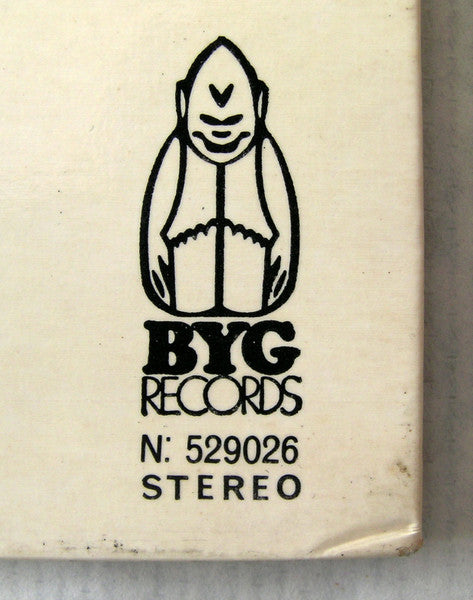 BYG
RECORDS
N: 529026
STEREO